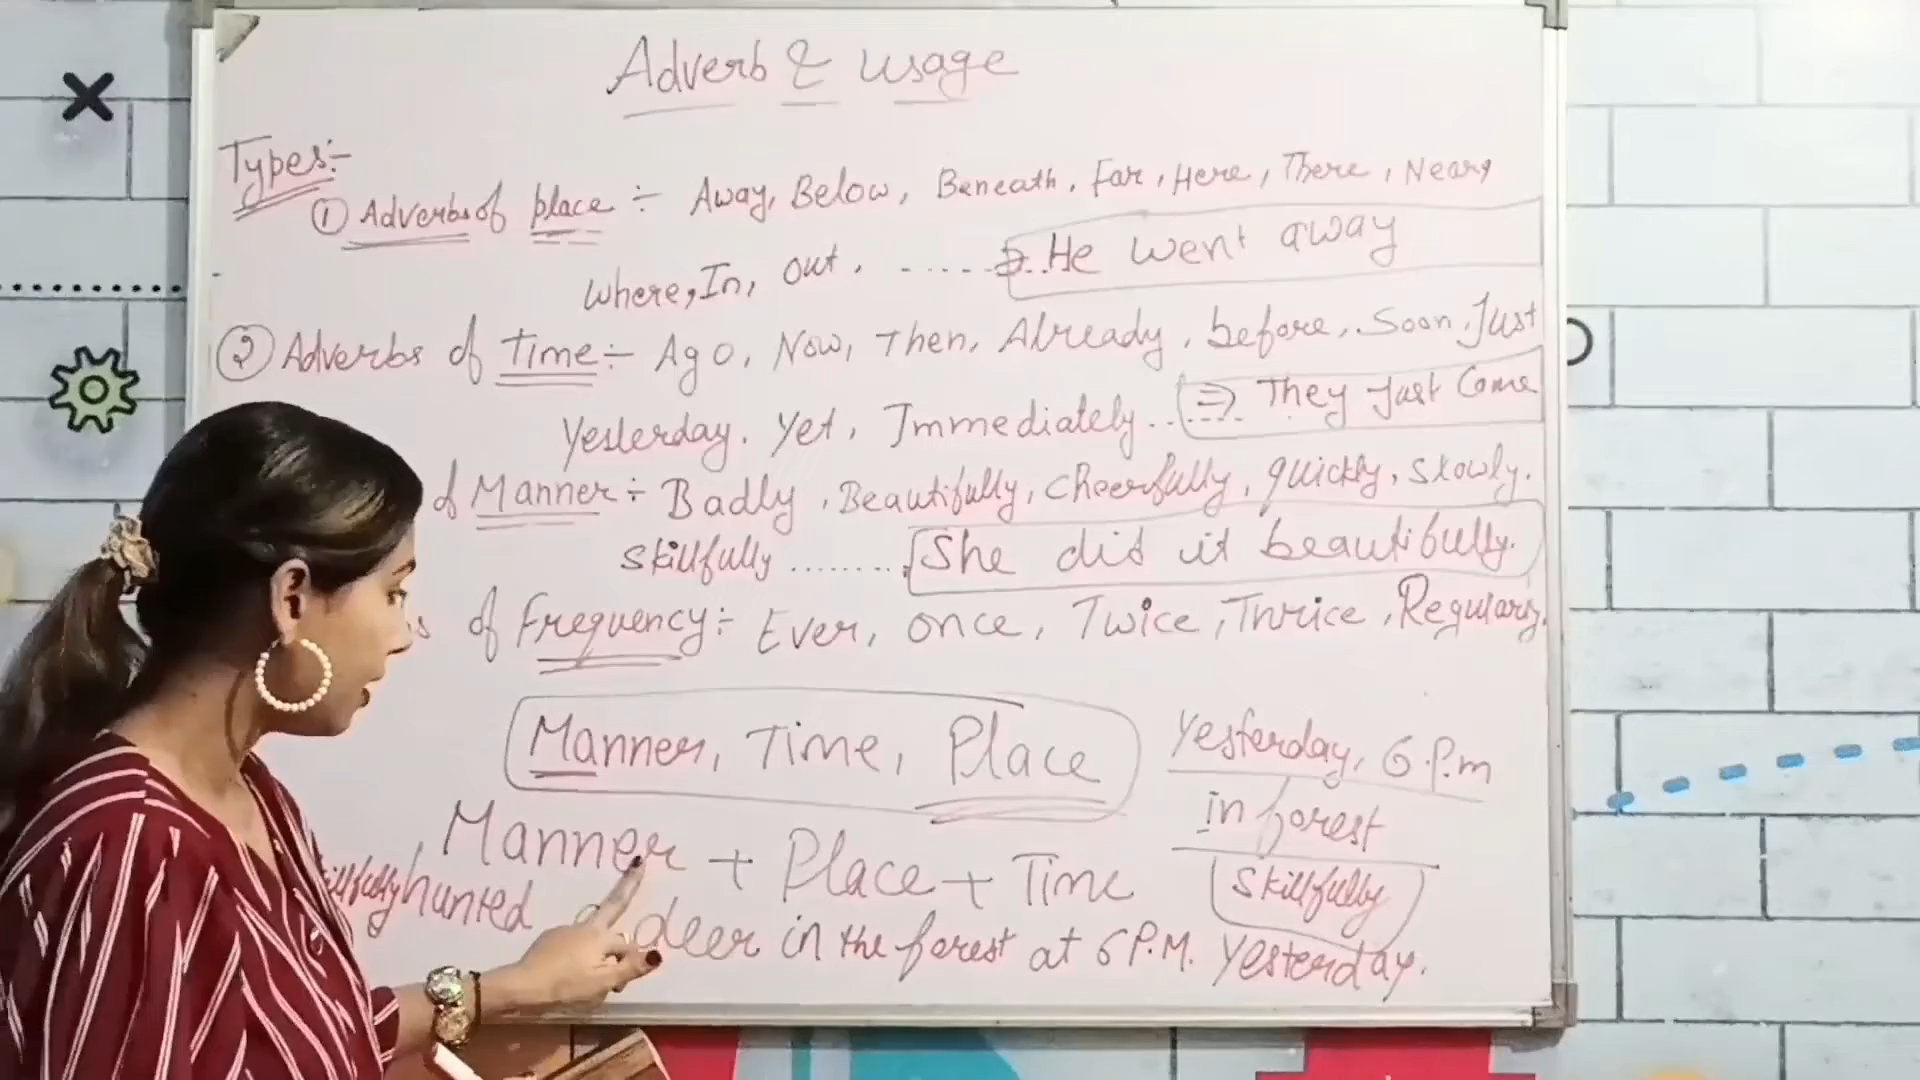 Adverb & usage
Types:-
① Adverbs of place ÷ Away, Below, Beneath, Far, Here, There, Near,
where, In, out. ..... ⇒..He went away
② Adverbs of Time ÷ Ago, Now, Then, Already, before, Soon, Just
Yesterday. Yet, Immediately........ ⇒ They Just Come
of Manner ÷ Badly, Beautifully, cheerfully, quickly, slowly.
skillfully ........ She did it beautifully.
of Frequency:- Ever, once, Twice, Thrice, Regularly.
Manner, Time, Place
Yesterday, 6 P.m
in forest
Skillfully
Manner + Place + Time
hunted deer in the forest at 6 P.M. Yesterday.